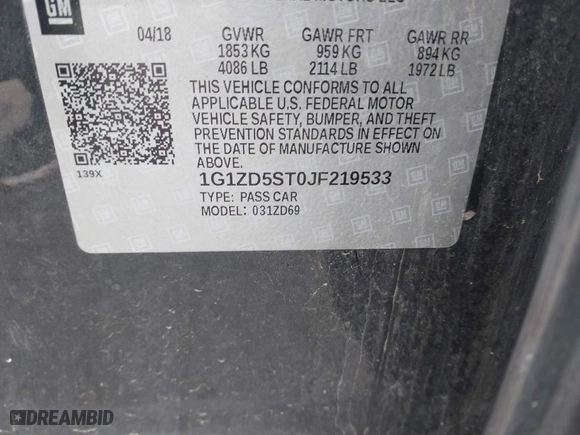 GM
MOTORS LLC
04/18 GVWR GAWR FRT GAWR RR
1853 KG 959 KG 894 KG
4086 LB 2114 LB 1972 LB
THIS VEHICLE CONFORMS TO ALL
APPLICABLE U.S. FEDERAL MOTOR
VEHICLE SAFETY, BUMPER, AND THEFT
PREVENTION STANDARDS IN EFFECT ON
THE DATE OF MANUFACTURE SHOWN
ABOVE.
139X
1G1ZD5ST0JF219533
TYPE: PASS CAR
MODEL: 031ZD69
DREAMBID